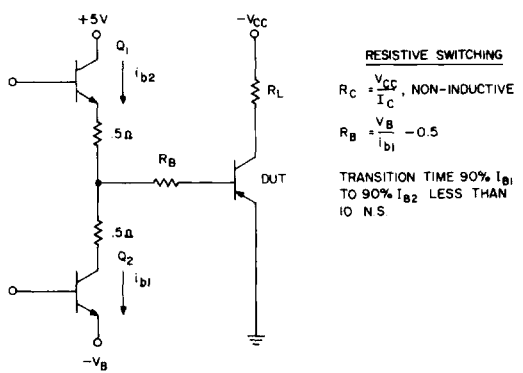 +5V
Q1
ib2
.5Ω
RB
.5Ω
Q2
ib1
-VB
-VCC
RL
DUT
RESISTIVE SWITCHING
RC = VCC/IC, NON-INDUCTIVE
RB = VB/ib1 - 0.5
TRANSITION TIME 90% IB1
TO 90% IB2 LESS THAN
10 N.S.